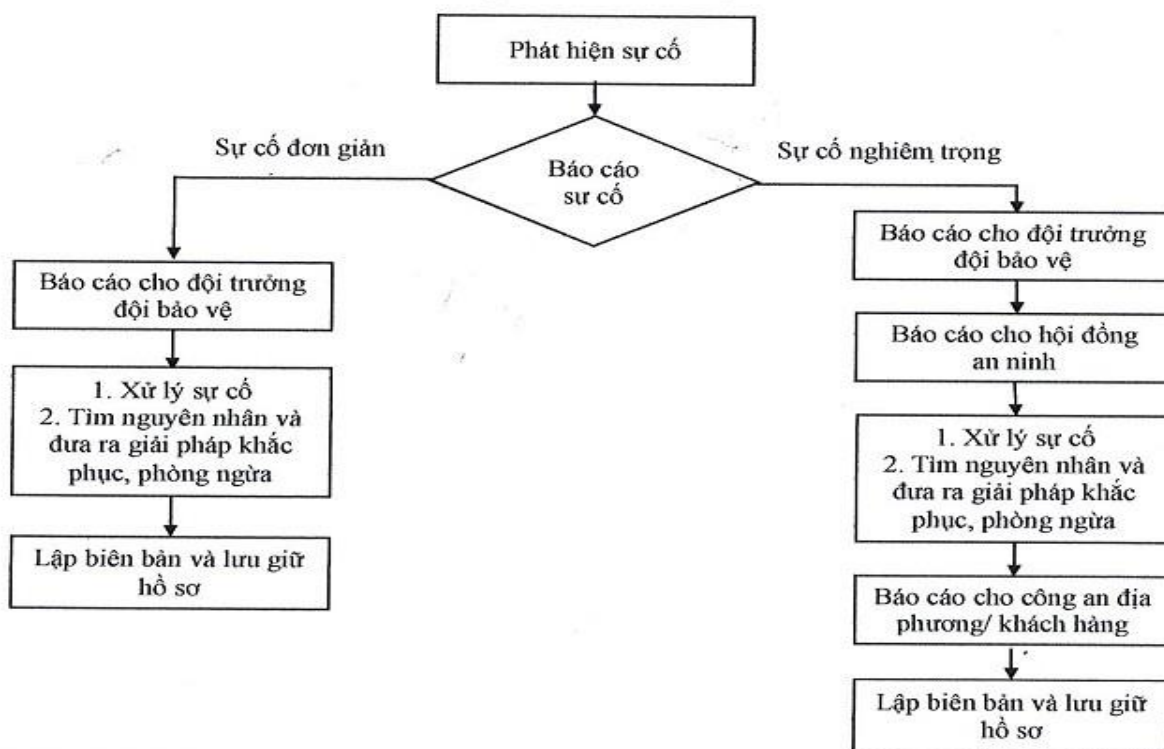 Phát hiện sự cố
Sự cố đơn giản
Báo cáo
sư cố
Sự cố nghiêm trọng
Báo cáo cho đội trưởng
đội bảo vệ
1. Xử lý sự cố
2. Tìm nguyên nhân và
đưa ra giải pháp khắc
phục, phòng ngừa
Lập biên bản và lưu giữ
hồ sơ
Báo cáo cho đội trưởng
đội bảo vệ
Báo cáo cho hội đồng
an ninh
1. Xử lý sự cố
2. Tìm nguyên nhân và
đưa ra giải pháp khắc
phục, phòng ngừa
Báo cáo cho công an địa
phương/ khách hàng
Lập biên bản và lưu giữ
hồ sơ